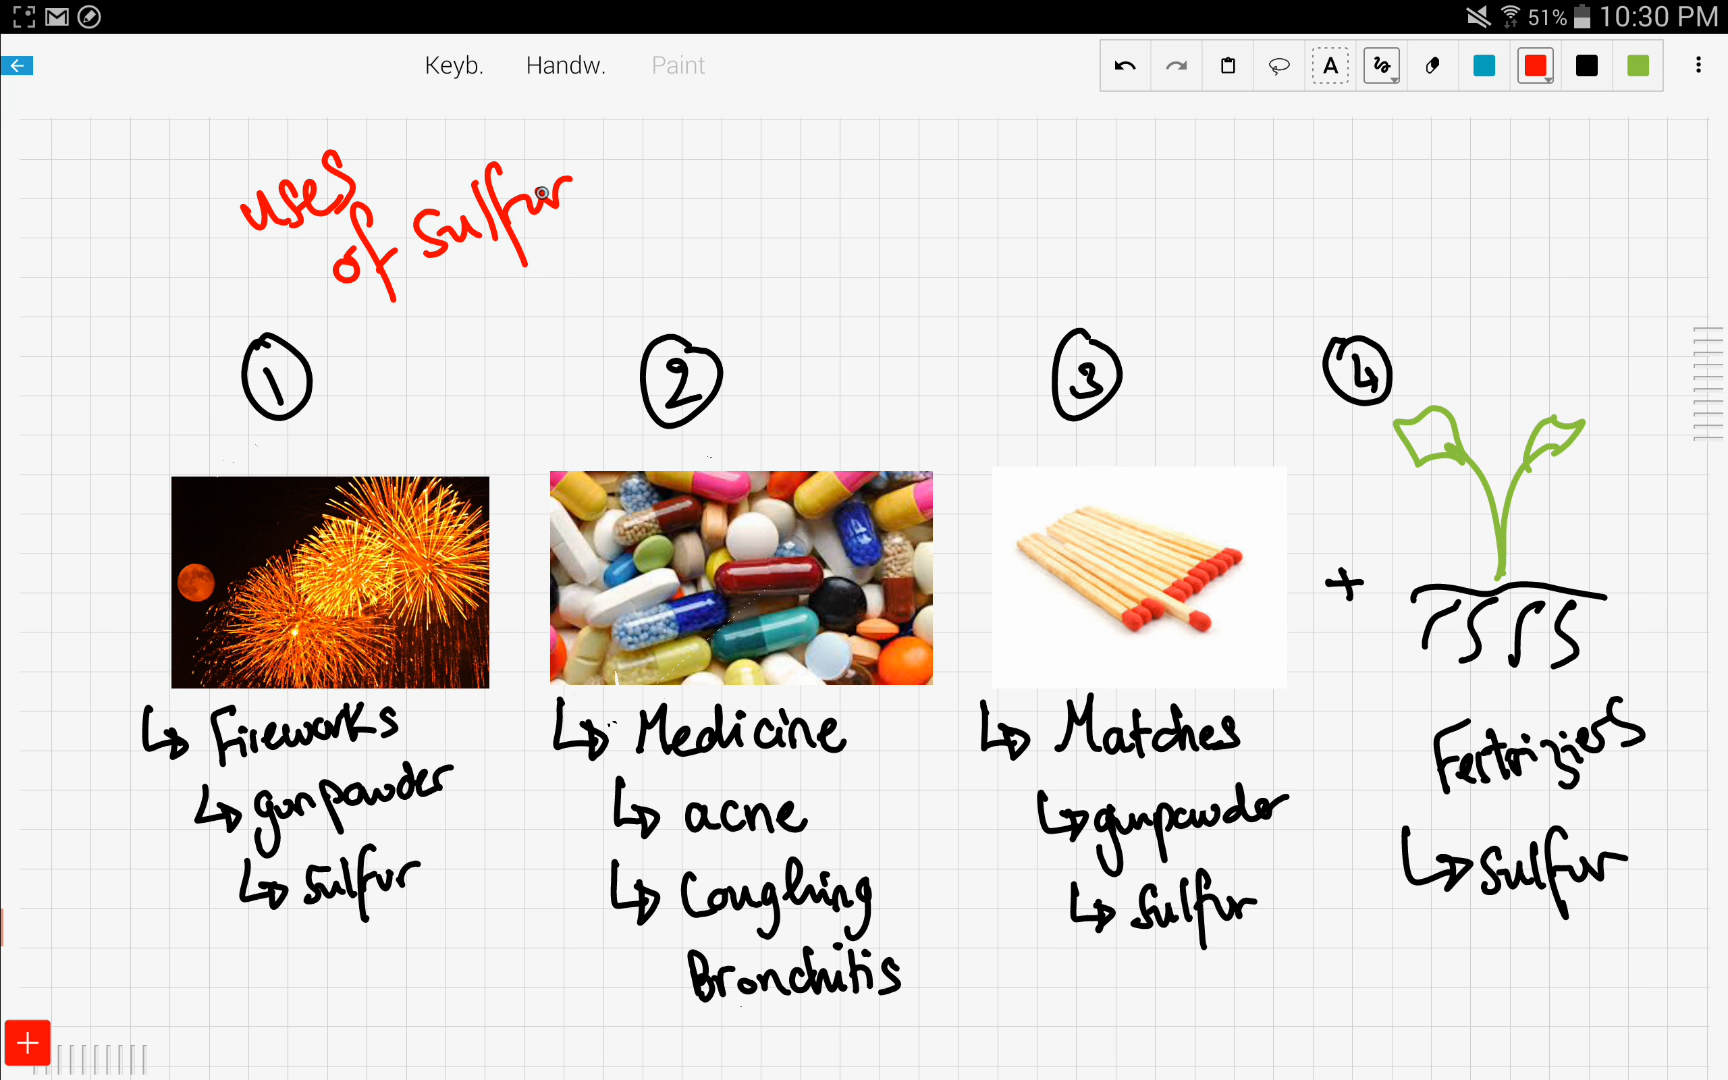 51% 10:30 PM
Keyb. Handw. Paint
A
uses
of sulfur
1 2 3 4
+
Fireworks
gunpowder
sulfur
Medicine
acne
Coughing
Bronchitis
Matches
gunpowder
sulfur
Fertriziers
sulfur